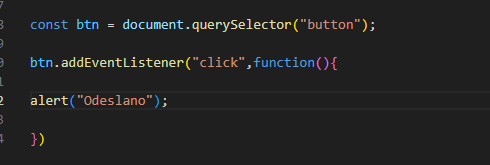 const btn = document.querySelector("button");
btn.addEventListener("click",function(){
alert("Odeslano");
})